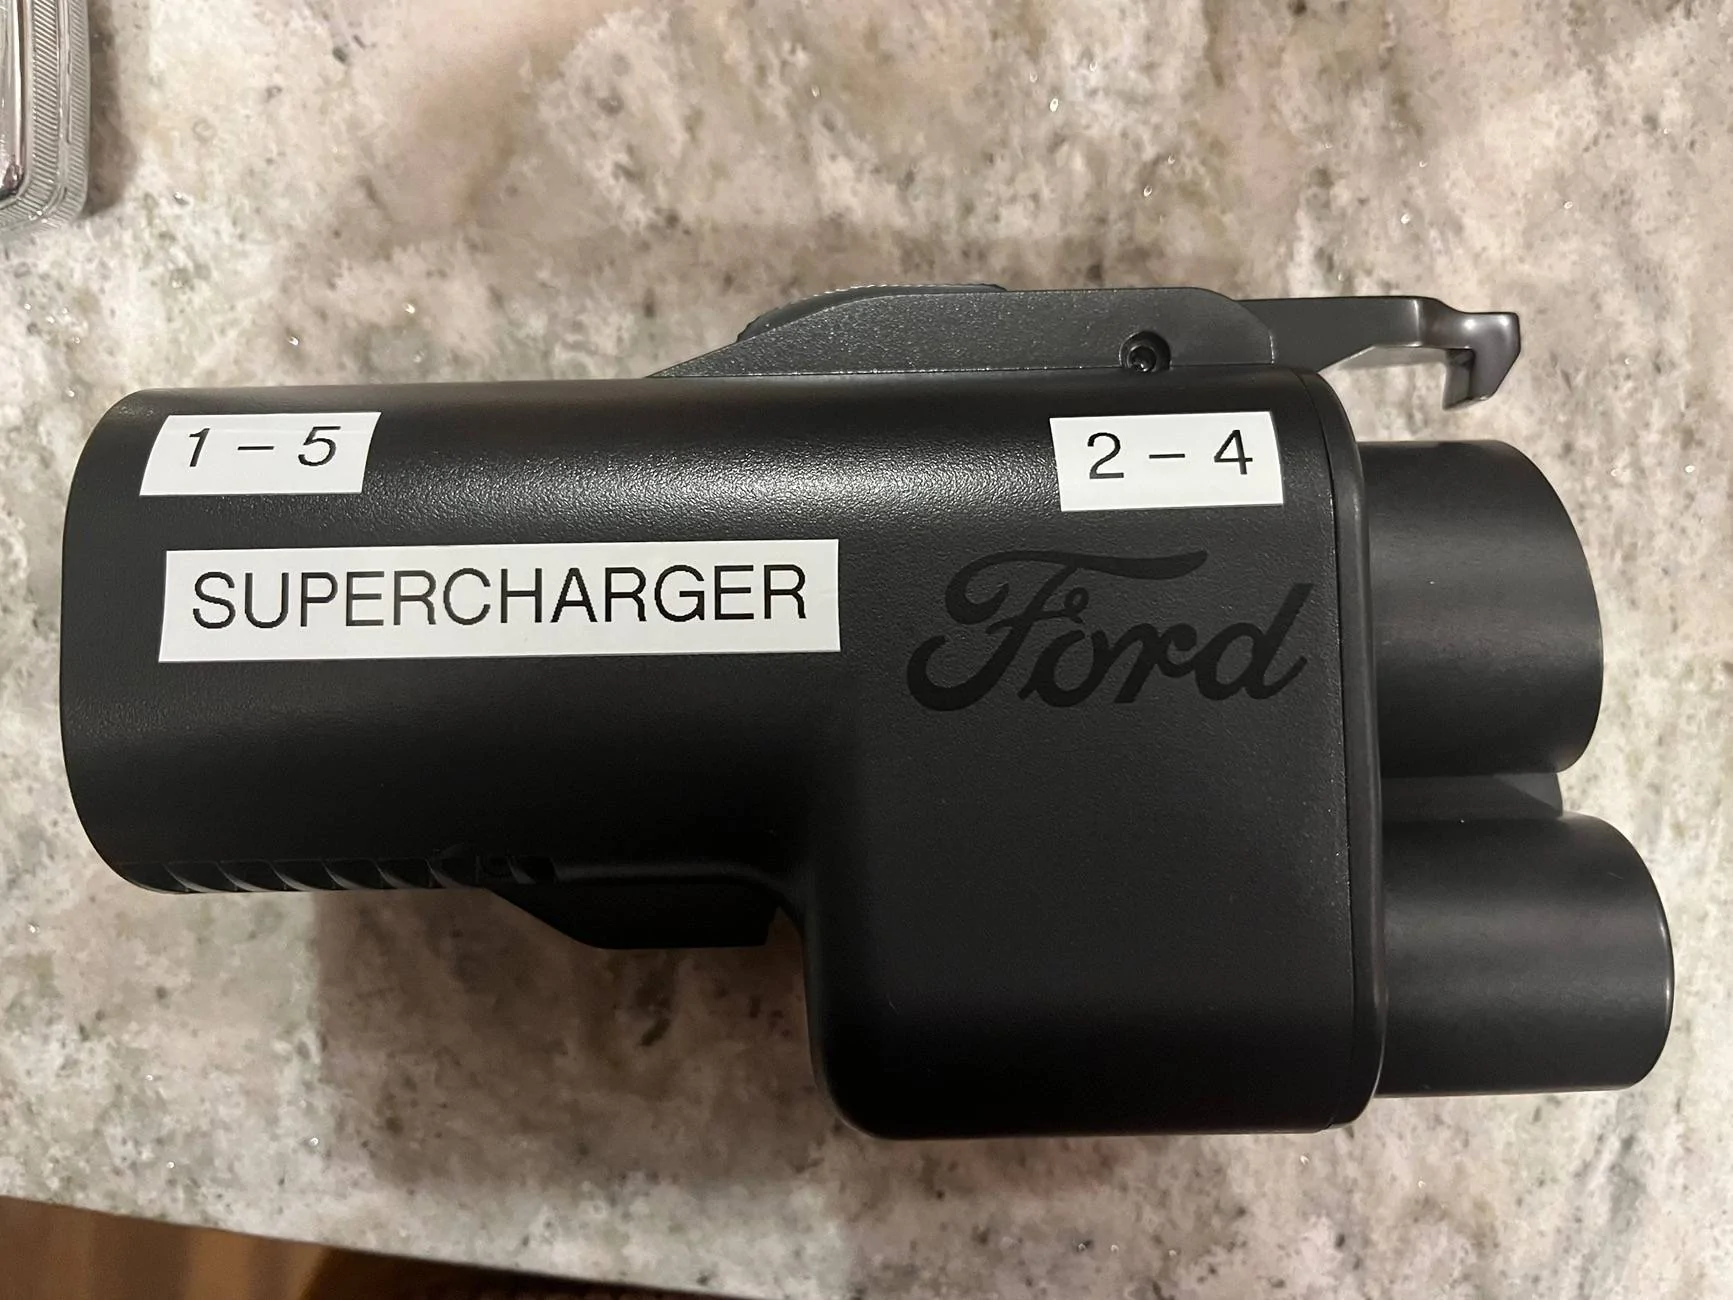 1 - 5
2 - 4
SUPERCHARGER
Ford